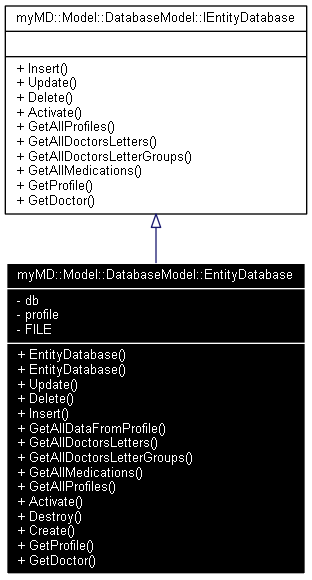 myMD::Model::DatabaseModel::IEntityDatabase
+ Insert()
+ Update()
+ Delete()
+ Activate()
+ GetAllProfiles()
+ GetAllDoctorsLetters()
+ GetAllDoctorsLetterGroups()
+ GetAllMedications()
+ GetProfile()
+ GetDoctor()
myMD::Model::DatabaseModel::EntityDatabase
- db
- profile
- FILE
+ EntityDatabase()
+ EntityDatabase()
+ Update()
+ Delete()
+ Insert()
+ GetAllDataFromProfile()
+ GetAllDoctorsLetters()
+ GetAllDoctorsLetterGroups()
+ GetAllMedications()
+ GetAllProfiles()
+ Activate()
+ Destroy()
+ Create()
+ GetProfile()
+ GetDoctor()